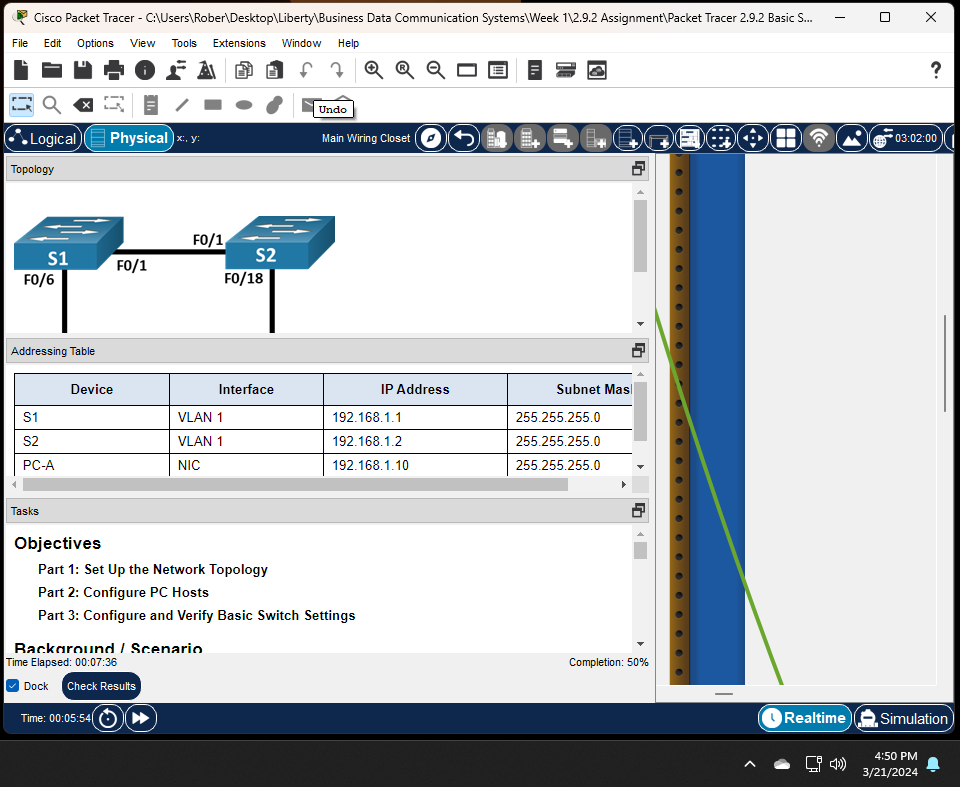 Cisco Packet Tracer - C:\Users\Rober\Desktop\Liberty\Business Data Communication Systems\Week 1\2.9.2 Assignment\Packet Tracer 2.9.2 Basic S...
File Edit Options View Tools Extensions Window Help
?
Undo
Logical Physical x:, y: Main Wiring Closet 03:02:00
Topology
S1 F0/1 S2
F0/6 F0/1 F0/18
Addressing Table
Device Interface IP Address Subnet Mas
S1 VLAN 1 192.168.1.1 255.255.255.0
S2 VLAN 1 192.168.1.2 255.255.255.0
PC-A NIC 192.168.1.10 255.255.255.0
Tasks
Objectives
Part 1: Set Up the Network Topology
Part 2: Configure PC Hosts
Part 3: Configure and Verify Basic Switch Settings
Background / Scenario
Time Elapsed: 00:07:36 Completion: 50%
Dock Check Results
Time: 00:05:54 Realtime Simulation
4:50 PM
3/21/2024